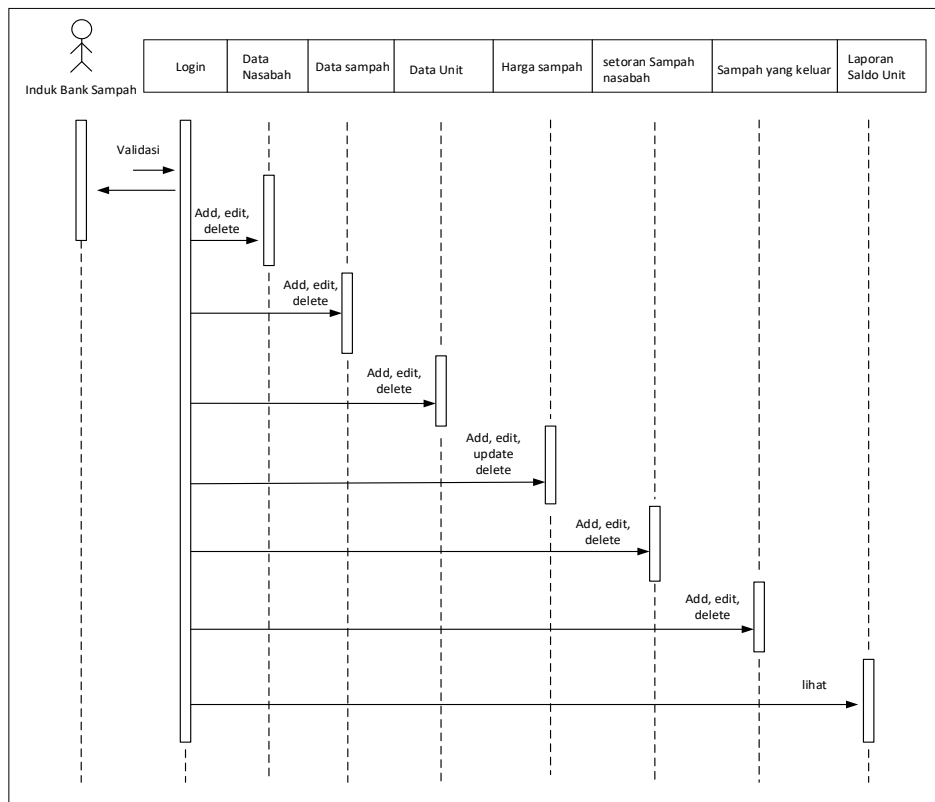 Induk Bank Sampah
Login
Data
Nasabah
Data sampah
Data Unit
Harga sampah
setoran Sampah
nasabah
Sampah yang keluar
Laporan
Saldo Unit
Validasi
Add, edit,
delete
Add, edit,
delete
Add, edit,
delete
Add, edit,
update
delete
Add, edit,
delete
Add, edit,
delete
lihat